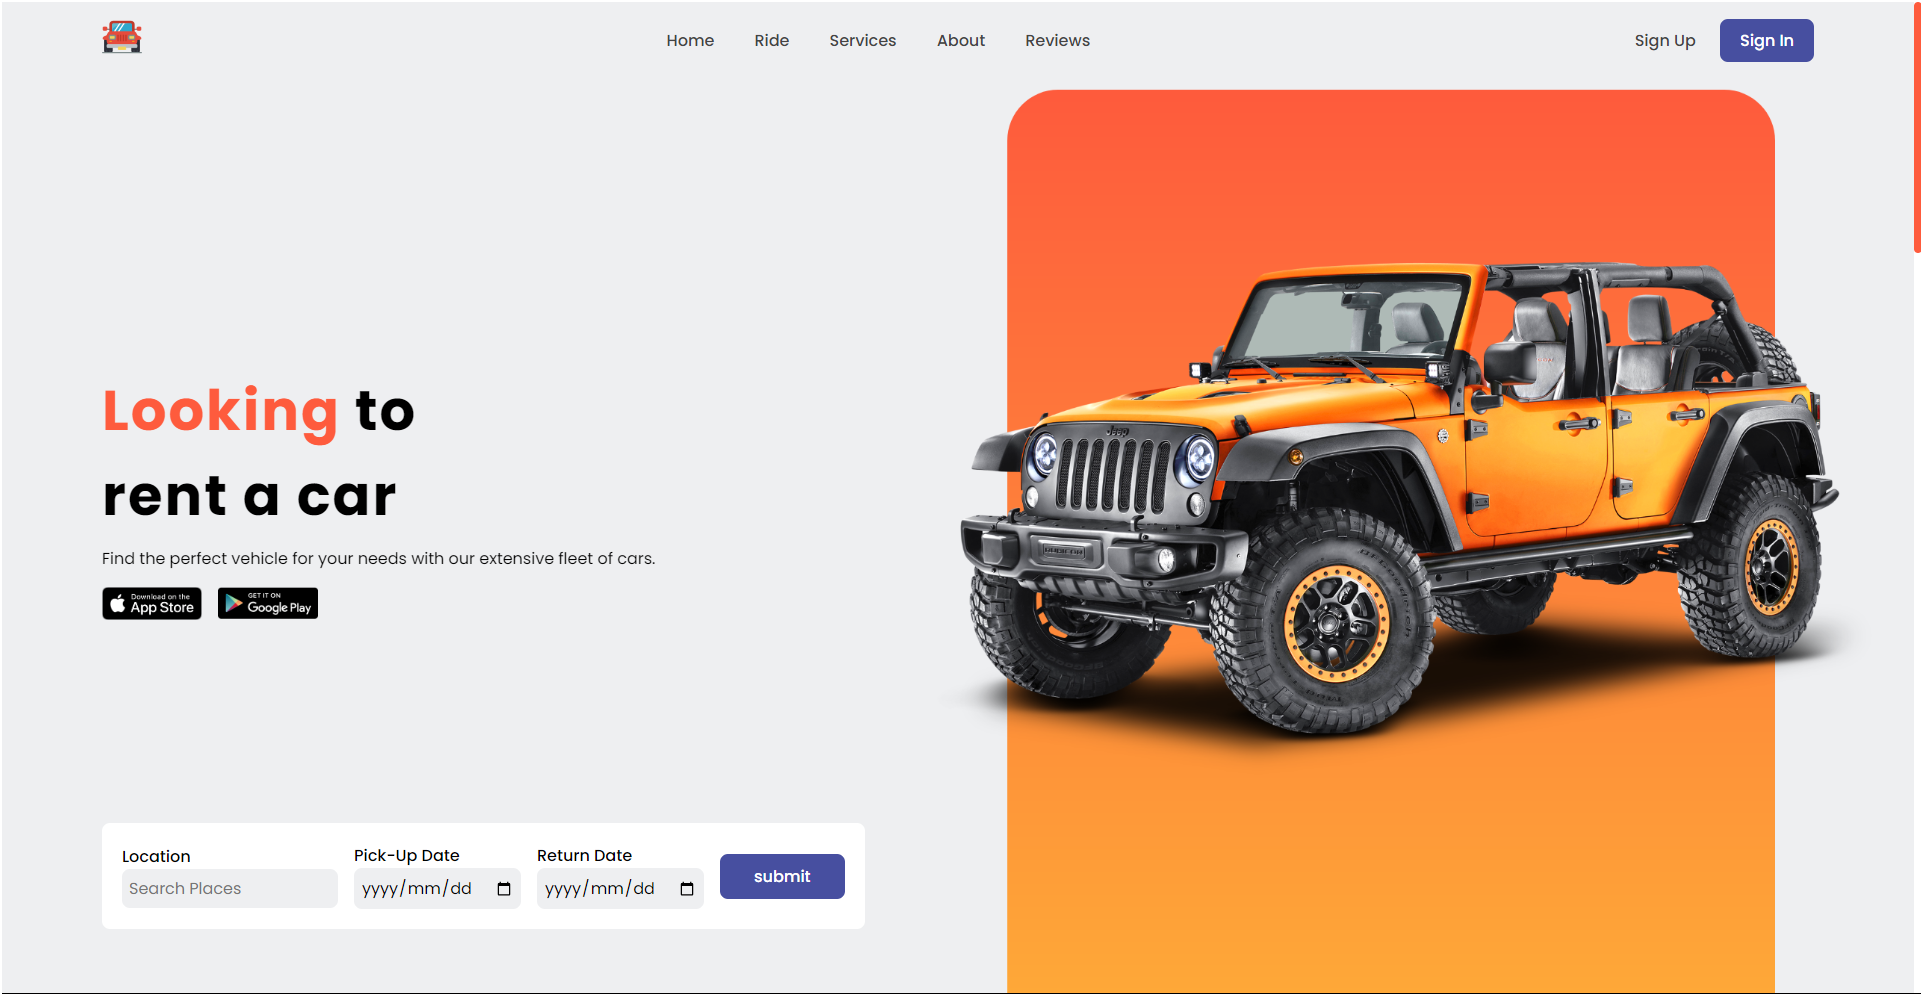 Home Ride Services About Reviews Sign Up Sign In
Looking to
rent a car
Find the perfect vehicle for your needs with our extensive fleet of cars.
Download on the
App Store
GET IT ON
Google Play
Location Pick-Up Date Return Date
Search Places yyyy/mm/dd yyyy/mm/dd submit
Jeep
RUBICON